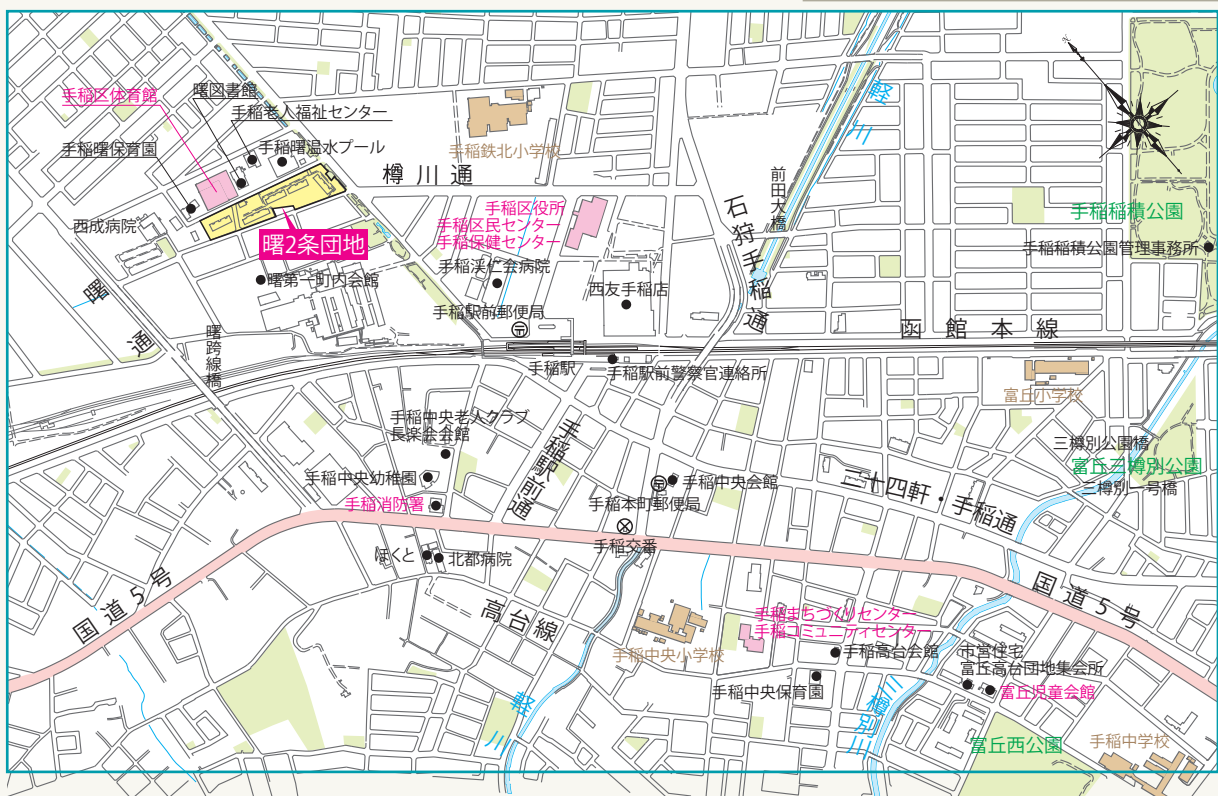 手稲区体育館
曙図書館
手稲老人福祉センター
手稲曙保育園
手稲曙温水プール
西成病院
曙2条団地
曙第一町内会館
曙通
曙跨線橋
樽川通
手稲鉄北小学校
手稲区役所
手稲区民センター
手稲保健センター
手稲渓仁会病院
西友手稲店
手稲駅前郵便局
〒
手稲駅
手稲駅前警察官連絡所
石狩手稲通
前田大橋
軽川
手稲稲積公園
手稲稲積公園管理事務所
函館本線
富丘小学校
三樽別公園橋
富丘三樽別公園
三樽別一号橋
二十四軒・手稲通
手稲中央老人クラブ
長楽会会館
手稲駅前通
手稲中央幼稚園
手稲消防署
〒
手稲中央会館
手稲本町郵便局
手稲交番
ほくと
北都病院
国道5号
高台線
国道5号
手稲まちづくりセンター
手稲コミュニティセンター
手稲中央小学校
手稲高台会館
市営住宅
富丘高台団地集会所
手稲中央保育園
富丘児童会館
三樽別川
軽川
富丘西公園
手稲中学校